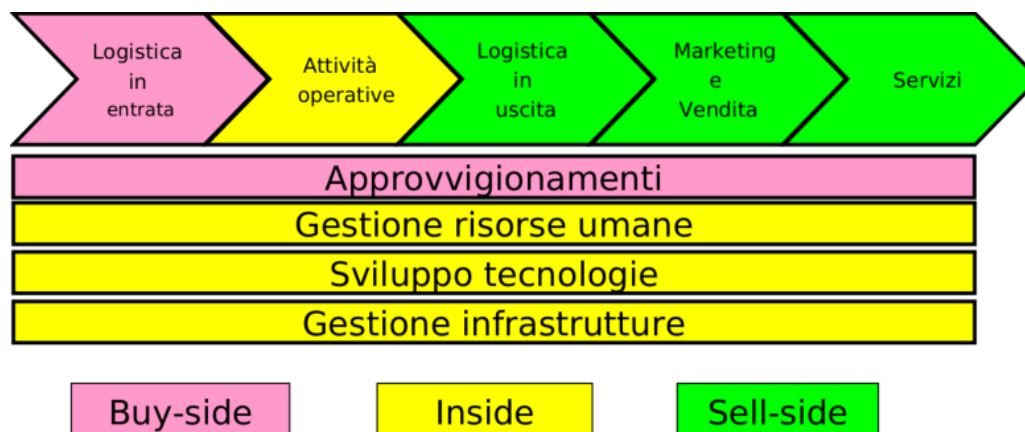 Logistica
in
entrata
Attività
operative
Logistica
in
uscita
Marketing
e
Vendita
Servizi
Approvvigionamenti
Gestione risorse umane
Sviluppo tecnologie
Gestione infrastrutture
Buy-side
Inside
Sell-side